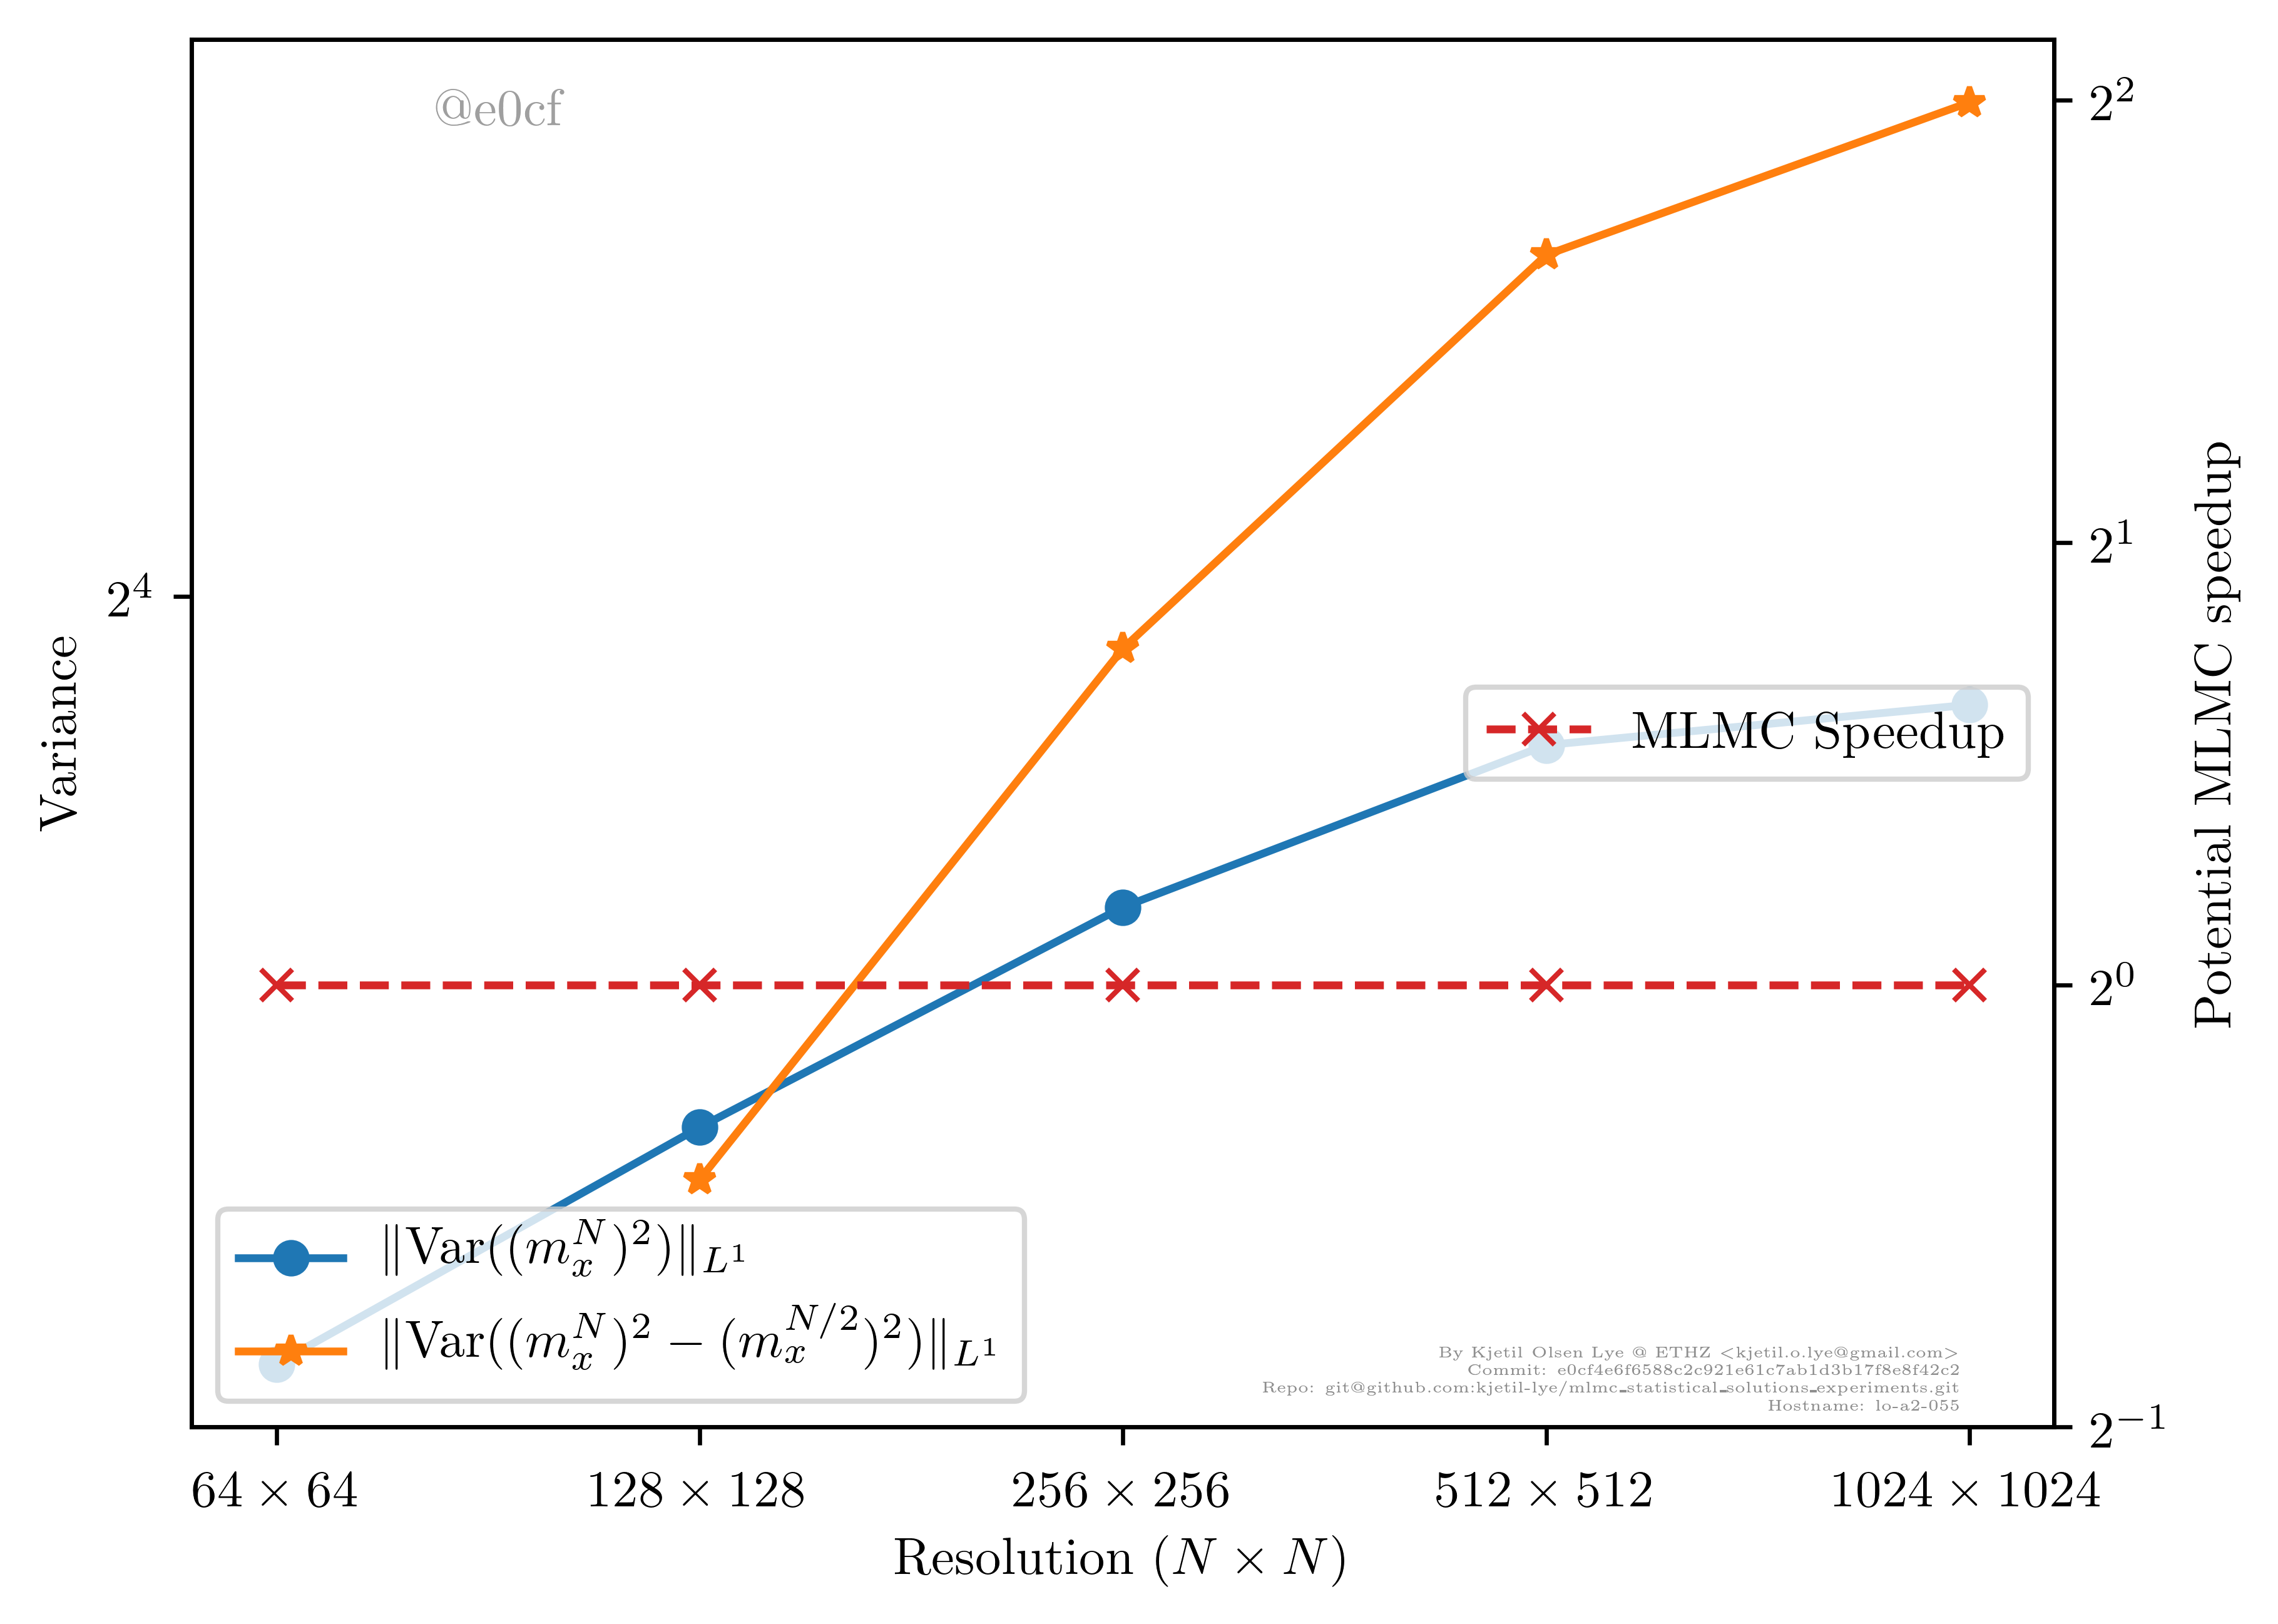 @e0cf
2^2
2^1
2^4
Variance
Potential MLMC speedup
MLMC Speedup
2^0
‖Var((m_x^N)^2)‖_{L^1}
‖Var((m_x^N)^2 − (m_x^{N/2})^2)‖_{L^1}
By Kjetil Olsen Lye @ ETHZ <kjetil.o.lye@gmail.com>
Commit: e0cf4e6f6588c2c921e61c7ab1d3b17f8e8f42c2
Repo: git@github.com:kjetil-lye/mlmc_statistical_solutions_experiments.git
Hostname: lo-a2-055
2^{−1}
64 × 64 128 × 128 256 × 256 512 × 512 1024 × 1024
Resolution (N × N)